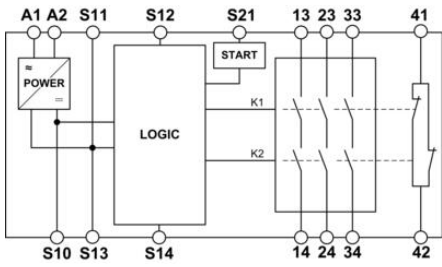 A1 A2 S11 S12 S21 13 23 33 41
START
POWER
K1
LOGIC
K2
S10 S13 S14 14 24 34 42